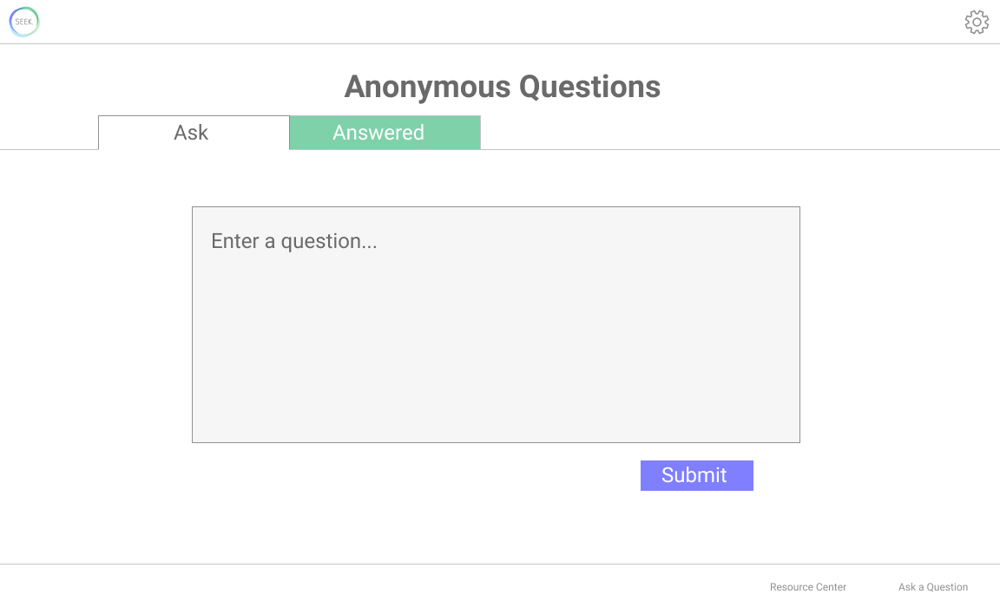 SEEK.
Anonymous Questions
Ask
Answered
Enter a question...
Submit
Resource Center
Ask a Question